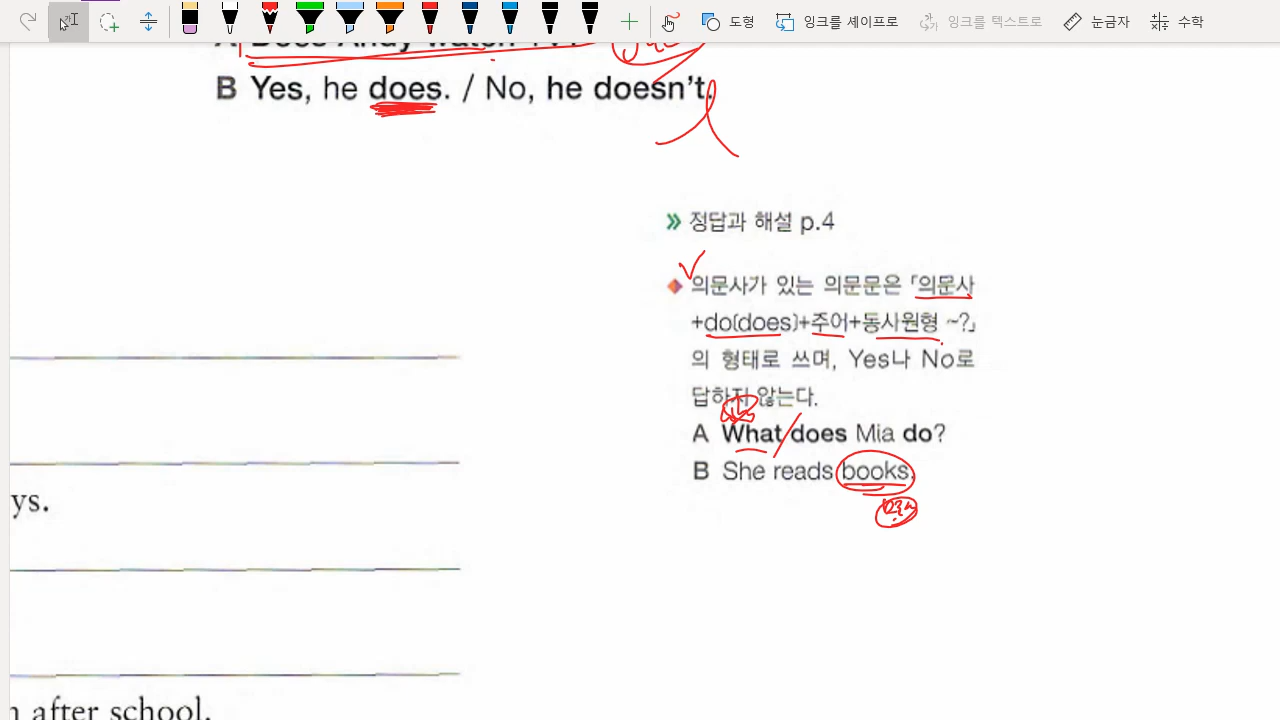 도형
잉크를 셰이프로
잉크를 텍스트로
눈금자
수학
A Does Andy watch TV?
B Yes, he does. / No, he doesn't.
정답과 해설 p.4
의문사가 있는 의문문은 「의문사
+do(does)+주어+동사원형 ~?」
의 형태로 쓰며, Yes나 No로
답하지 않는다.
A What does Mia do?
B She reads books.
ys.
n after school.